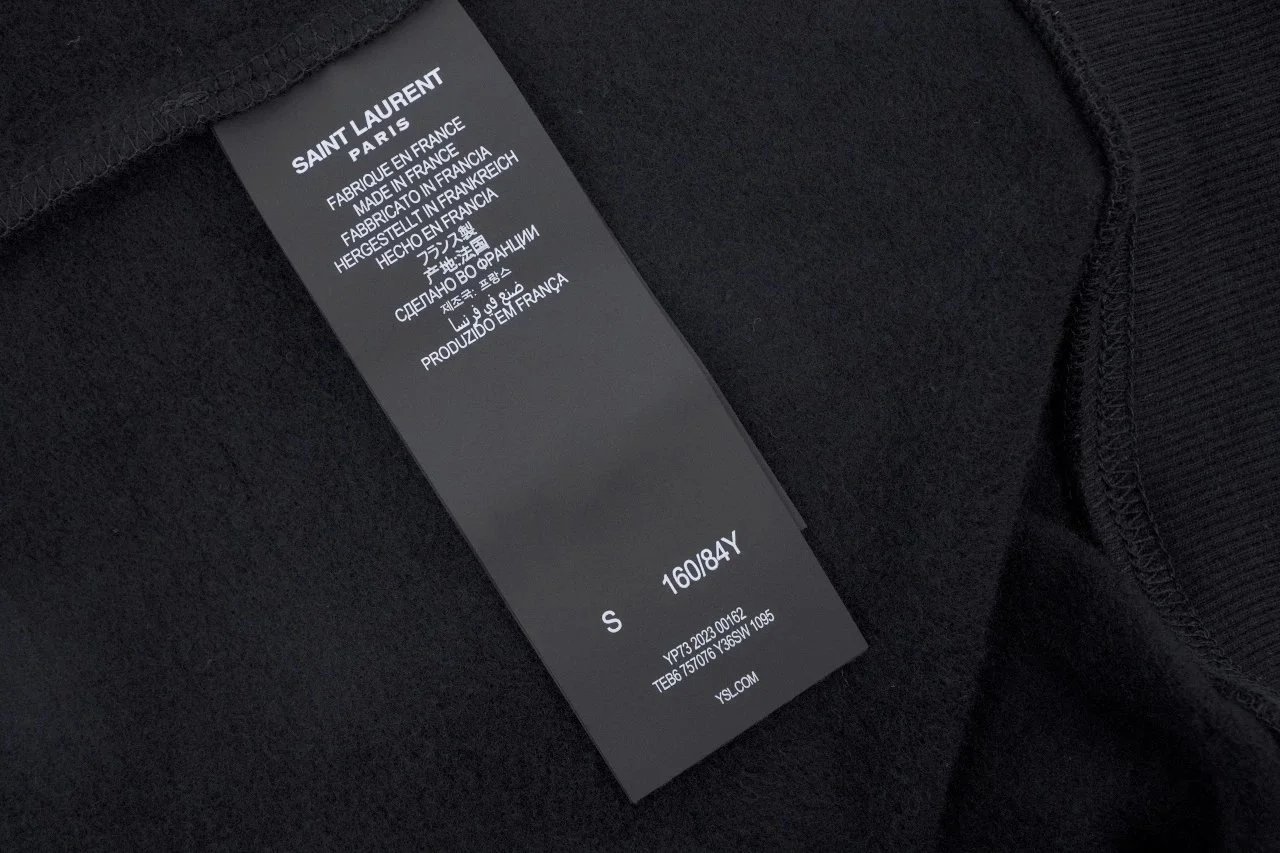 SAINT LAURENT
PARIS
FABRIQUE EN FRANCE
MADE IN FRANCE
FABBRICATO IN FRANCIA
HERGESTELLT IN FRANKREICH
HECHO EN FRANCIA
フランス製
产地:法国
СДЕЛАНО ВО ФРАНЦИИ
제조국: 프랑스
صنع في فرنسا
PRODUZIDO EM FRANÇA
S 160/84Y
YP73 2023 00162
TEB6 757076 Y36SW 1095
YSL.COM